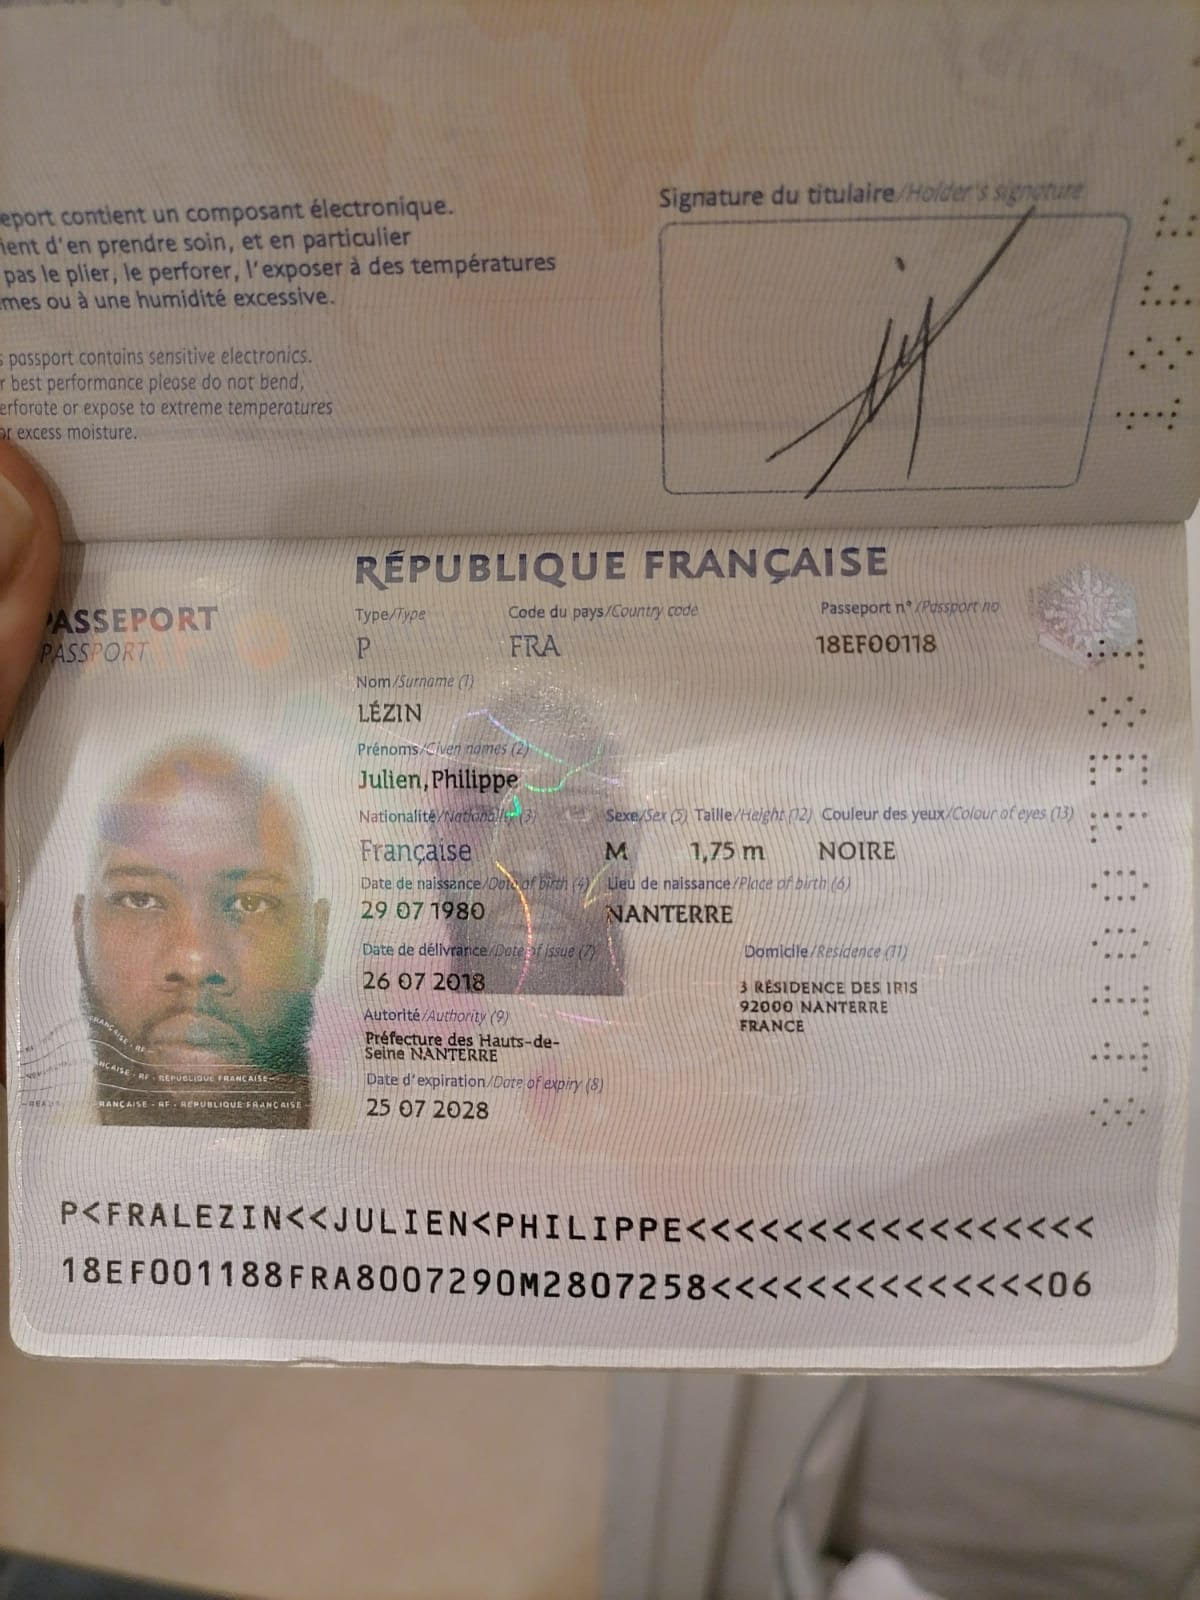 eport contient un composant électronique.
ient d'en prendre soin, et en particulier
pas le plier, le perforer, l'exposer à des températures
mes ou à une humidité excessive.
s passport contains sensitive electronics.
r best performance please do not bend,
erforate or expose to extreme temperatures
or excess moisture.
Signature du titulaire/Holder's signature
RÉPUBLIQUE FRANÇAISE
PASSEPORT
PASSPORT
Type/Type Code du pays/Country code Passeport n°/Passport no
P FRA 18EF00118
Nom/Surname (1)
LÉZIN
Prénoms/Given names (2)
Julien,Philippe
Nationalité/Nationality (3) Sexe/Sex (5) Taille/Height (12) Couleur des yeux/Colour of eyes (13)
Française M 1,75 m NOIRE
Date de naissance/Date of birth (4) Lieu de naissance/Place of birth (6)
29 07 1980 NANTERRE
Date de délivrance/Date of issue (7) Domicile/Residence (11)
26 07 2018 3 RÉSIDENCE DES IRIS
92000 NANTERRE
FRANCE
Autorité/Authority (9)
Préfecture des Hauts-de-
Seine NANTERRE
Date d'expiration/Date of expiry (8)
25 07 2028
FRANÇAISE - RF
NÇAISE - RF - RÉPUBLIQUE FRANÇAISE
RANÇAISE - RF - RÉPUBLIQUE FRANÇAISE
P<FRALEZIN<<JULIEN<PHILIPPE<<<<<<<<<<<<<<<<<<
18EF001188FRA8007290M2807258<<<<<<<<<<<<<<06